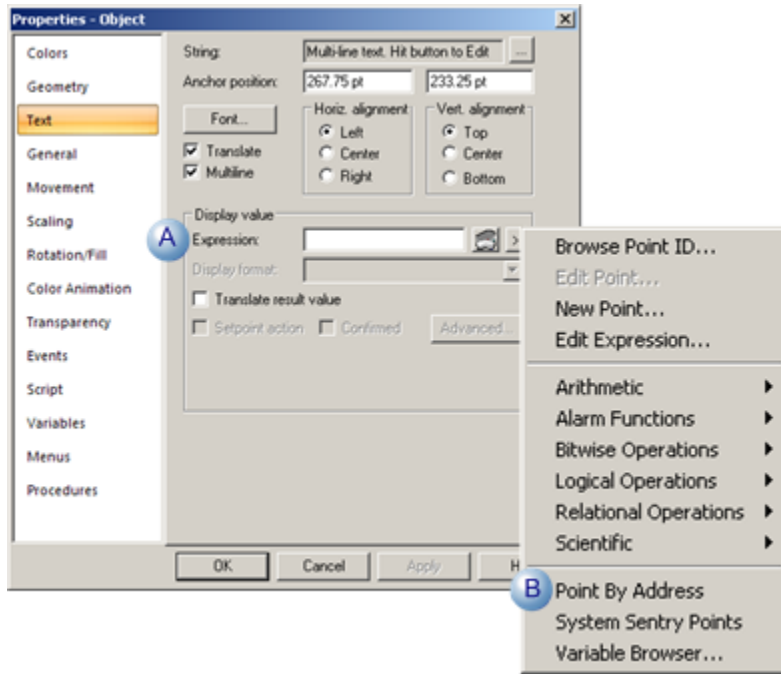 Properties - Object
Colors
Geometry
Text
General
Movement
Scaling
Rotation/Fill
Color Animation
Transparency
Events
Script
Variables
Menus
Procedures
String: Multi-line text. Hit button to Edit ...
Anchor position: 267.75 pt 233.25 pt
Font...
Translate
Multiline
Horiz. alignment
Left
Center
Right
Vert. alignment
Top
Center
Bottom
Display value
A Expression: >
Display format:
Translate result value
Setpoint action Confirmed Advanced...
OK Cancel Apply H
Browse Point ID...
Edit Point...
New Point...
Edit Expression...
Arithmetic
Alarm Functions
Bitwise Operations
Logical Operations
Relational Operations
Scientific
B Point By Address
System Sentry Points
Variable Browser...